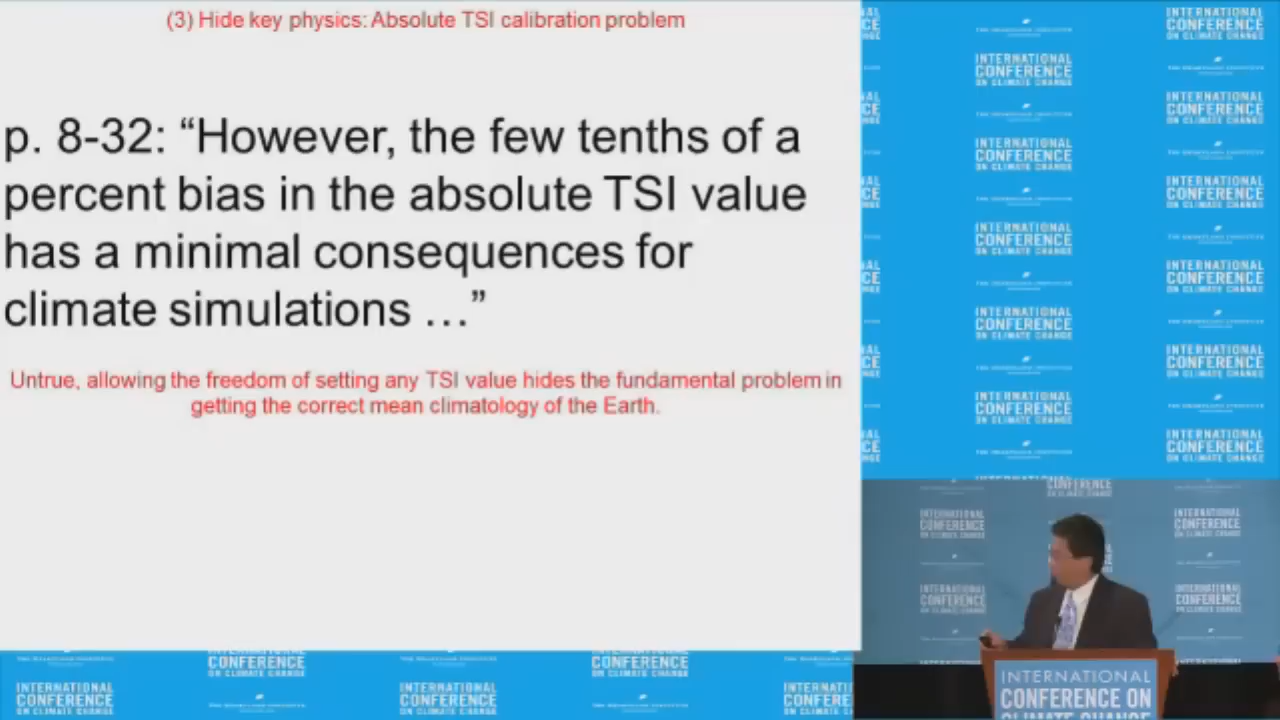 (3) Hide key physics: Absolute TSI calibration problem
p. 8-32: “However, the few tenths of a
percent bias in the absolute TSI value
has a minimal consequences for
climate simulations …”
Untrue, allowing the freedom of setting any TSI value hides the fundamental problem in
getting the correct mean climatology of the Earth.
INTERNATIONAL
CONFERENCE
ON CLIMATE CHANGE
INTERNATIONAL
CONFERENCE ON
CLIMATE CHANGE